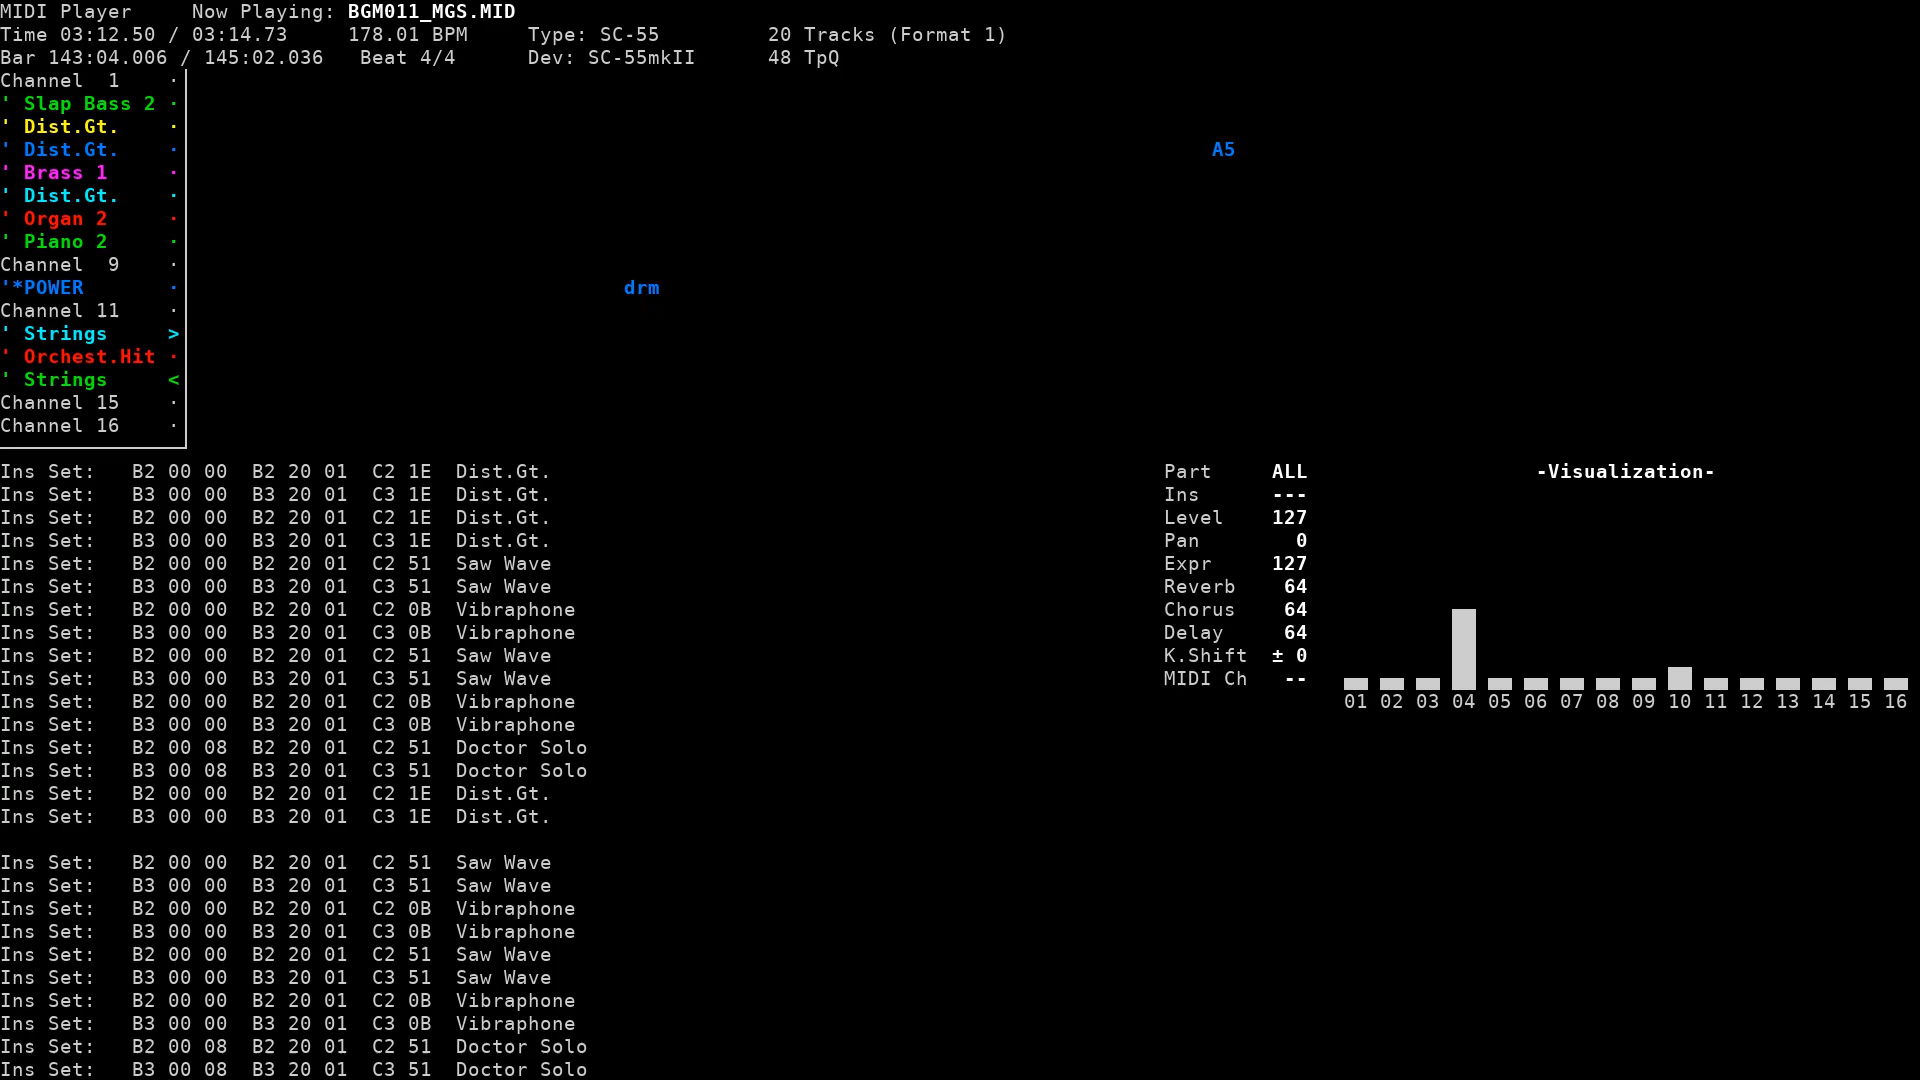 MIDI Player     Now Playing: BGM011_MGS.MID
Time 03:12.50 / 03:14.73     178.01 BPM     Type: SC-55         20 Tracks (Format 1)
Bar 143:04.006 / 145:02.036   Beat 4/4      Dev: SC-55mkII      48 TpQ
Channel  1    ·
' Slap Bass 2 ·
' Dist.Gt.    ·
' Dist.Gt.    · A5
' Brass 1     ·
' Dist.Gt.    ·
' Organ 2     ·
' Piano 2     ·
Channel  9    ·
'*POWER       · drm
Channel 11    ·
' Strings     >
' Orchest.Hit ·
' Strings     <
Channel 15    ·
Channel 16    ·
Ins Set:   B2 00 00  B2 20 01  C2 1E  Dist.Gt.
Ins Set:   B3 00 00  B3 20 01  C3 1E  Dist.Gt.
Ins Set:   B2 00 00  B2 20 01  C2 1E  Dist.Gt.
Ins Set:   B3 00 00  B3 20 01  C3 1E  Dist.Gt.
Ins Set:   B2 00 00  B2 20 01  C2 51  Saw Wave
Ins Set:   B3 00 00  B3 20 01  C3 51  Saw Wave
Ins Set:   B2 00 00  B2 20 01  C2 0B  Vibraphone
Ins Set:   B3 00 00  B3 20 01  C3 0B  Vibraphone
Ins Set:   B2 00 00  B2 20 01  C2 51  Saw Wave
Ins Set:   B3 00 00  B3 20 01  C3 51  Saw Wave
Ins Set:   B2 00 00  B2 20 01  C2 0B  Vibraphone
Ins Set:   B3 00 00  B3 20 01  C3 0B  Vibraphone
Ins Set:   B2 00 08  B2 20 01  C2 51  Doctor Solo
Ins Set:   B3 00 08  B3 20 01  C3 51  Doctor Solo
Ins Set:   B2 00 00  B2 20 01  C2 1E  Dist.Gt.
Ins Set:   B3 00 00  B3 20 01  C3 1E  Dist.Gt.
Ins Set:   B2 00 00  B2 20 01  C2 51  Saw Wave
Ins Set:   B3 00 00  B3 20 01  C3 51  Saw Wave
Ins Set:   B2 00 00  B2 20 01  C2 0B  Vibraphone
Ins Set:   B3 00 00  B3 20 01  C3 0B  Vibraphone
Ins Set:   B2 00 00  B2 20 01  C2 51  Saw Wave
Ins Set:   B3 00 00  B3 20 01  C3 51  Saw Wave
Ins Set:   B2 00 00  B2 20 01  C2 0B  Vibraphone
Ins Set:   B3 00 00  B3 20 01  C3 0B  Vibraphone
Ins Set:   B2 00 08  B2 20 01  C2 51  Doctor Solo
Ins Set:   B3 00 08  B3 20 01  C3 51  Doctor Solo
Part     ALL
Ins      ---
Level    127
Pan        0
Expr     127
Reverb    64
Chorus    64
Delay     64
K.Shift  ± 0
MIDI Ch   --
-Visualization-
01 02 03 04 05 06 07 08 09 10 11 12 13 14 15 16